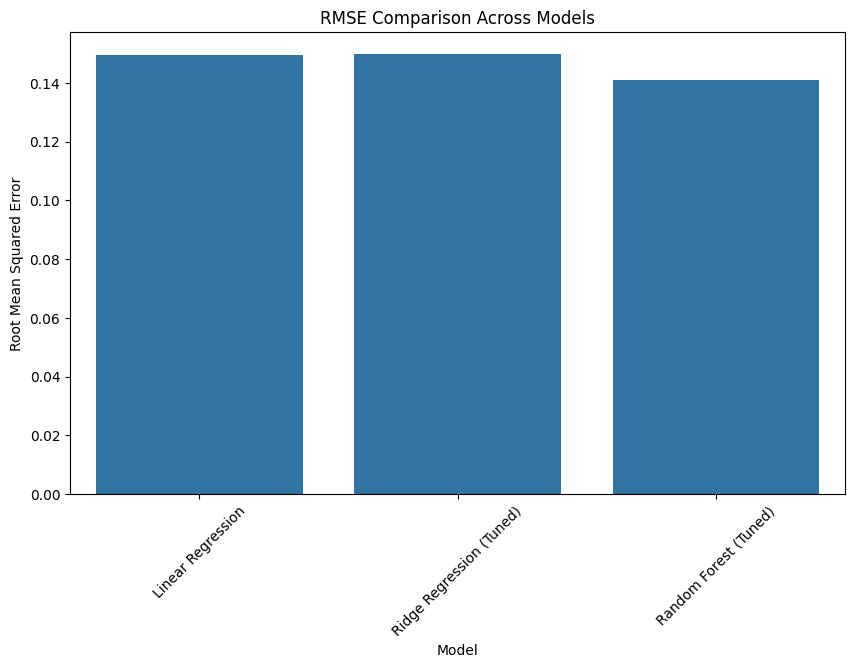 RMSE Comparison Across Models
Root Mean Squared Error
0.14
0.12
0.10
0.08
0.06
0.04
0.02
0.00
Linear Regression
Ridge Regression (Tuned)
Random Forest (Tuned)
Model